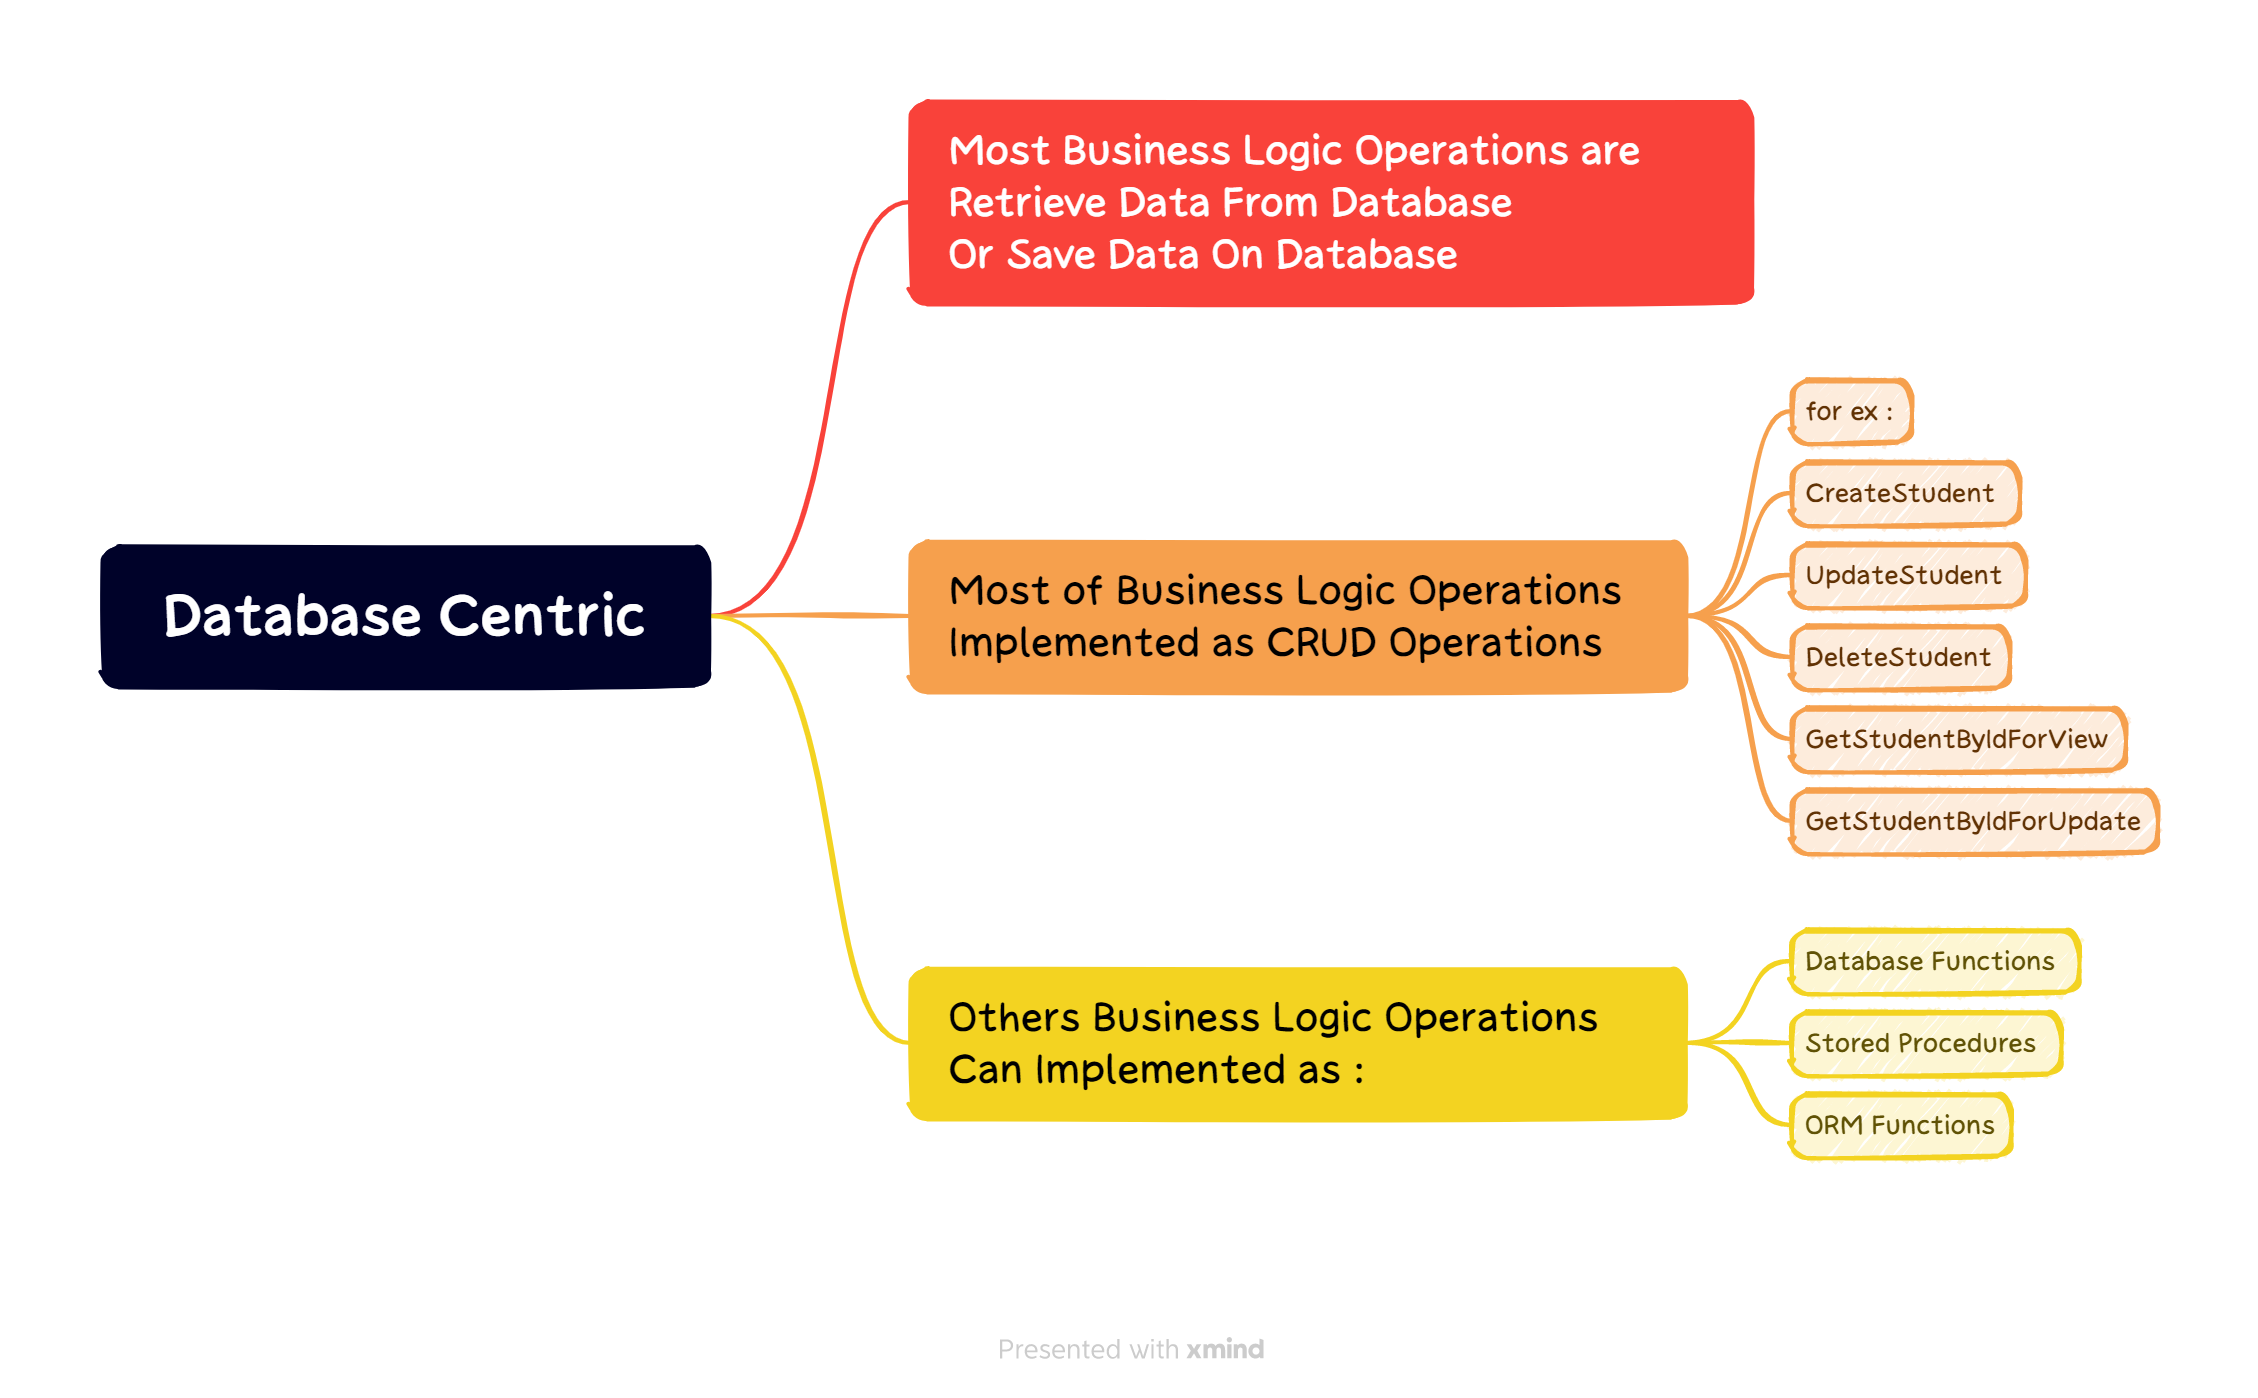 Most Business Logic Operations are
Retrieve Data From Database
Or Save Data On Database
Database Centric
Most of Business Logic Operations
Implemented as CRUD Operations
for ex :
CreateStudent
UpdateStudent
DeleteStudent
GetStudentByIdForView
GetStudentByIdForUpdate
Others Business Logic Operations
Can Implemented as :
Database Functions
Stored Procedures
ORM Functions
Presented with xmind